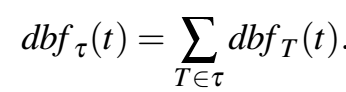 dbf_τ(t) = ∑_{T∈τ} dbf_T(t).